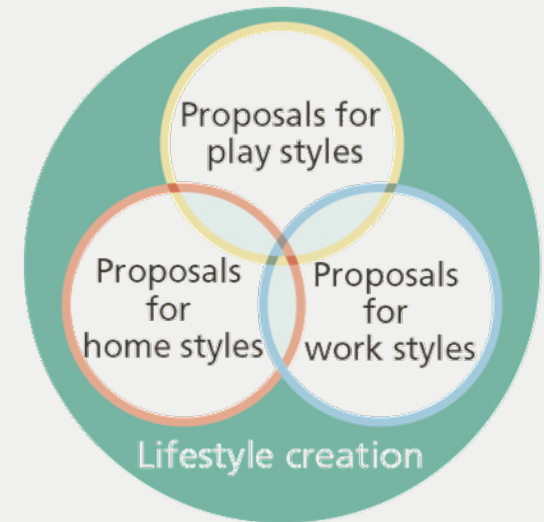 Proposals for
play styles
Proposals
for
home styles
Proposals
for
work styles
Lifestyle creation